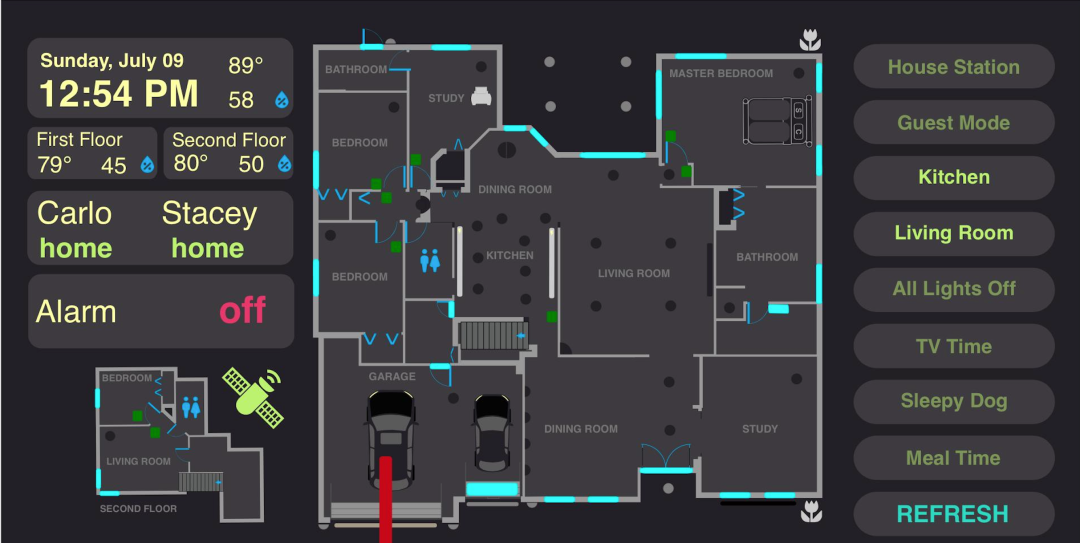 Sunday, July 09
89°
12:54 PM
58
First Floor
79° 45
Second Floor
80° 50
Carlo
home
Stacey
home
Alarm
off
BEDROOM
LIVING ROOM
SECOND FLOOR
BATHROOM
STUDY
BEDROOM
DINING ROOM
KITCHEN
BEDROOM
LIVING ROOM
MASTER BEDROOM
S
C
BATHROOM
GARAGE
DINING ROOM
STUDY
House Station
Guest Mode
Kitchen
Living Room
All Lights Off
TV Time
Sleepy Dog
Meal Time
REFRESH